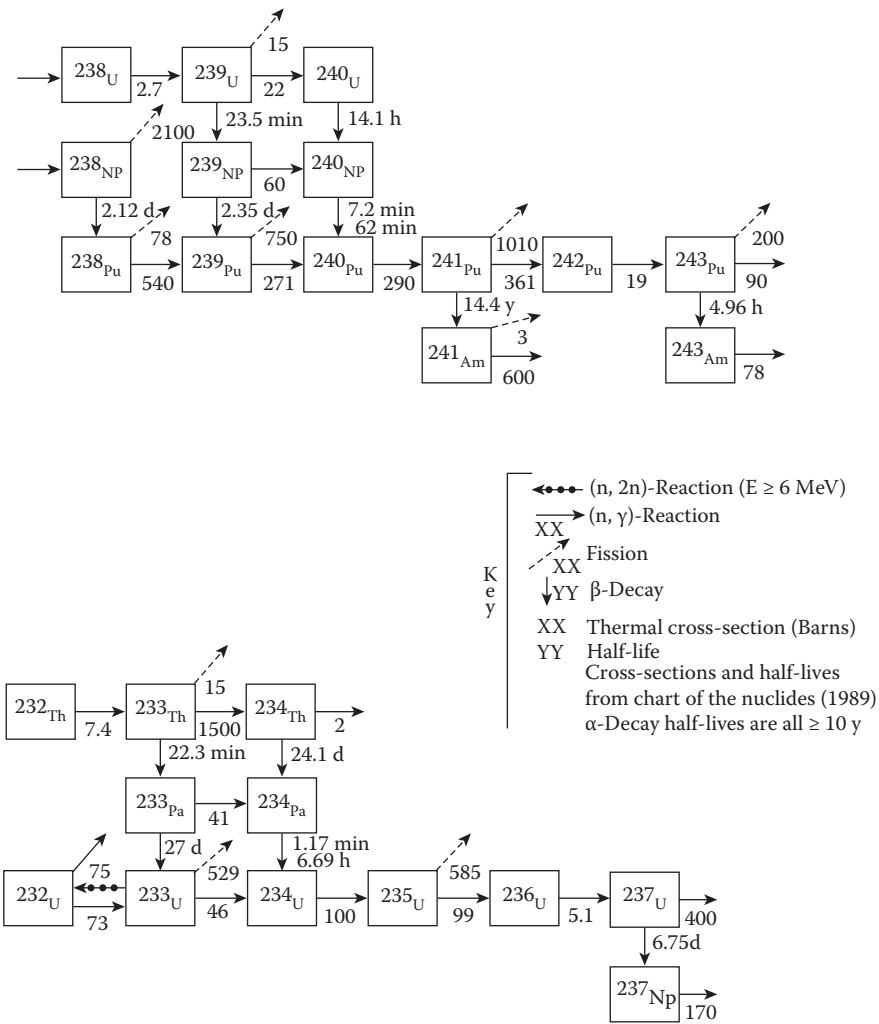 15
238U 2.7 239U 22 240U
23.5 min 14.1 h
2100
238NP 239NP 60 240NP
2.12 d 2.35 d 7.2 min
62 min
78 750 1010 200
238Pu 540 239Pu 271 240Pu 290 241Pu 361 242Pu 19 243Pu 90
14.4 y 4.96 h
3
241Am 600 243Am 78
Key
(n, 2n)-Reaction (E ≥ 6 MeV)
(n, γ)-Reaction
XX
XX Fission
YY β-Decay
XX Thermal cross-section (Barns)
YY Half-life
Cross-sections and half-lives
from chart of the nuclides (1989)
α-Decay half-lives are all ≥ 10 y
15
232Th 7.4 233Th 1500 234Th 2
22.3 min 24.1 d
233Pa 41 234Pa
27 d 1.17 min
6.69 h
75 529 585
232U 73 233U 46 234U 100 235U 99 236U 5.1 237U 400
6.75d
237Np 170